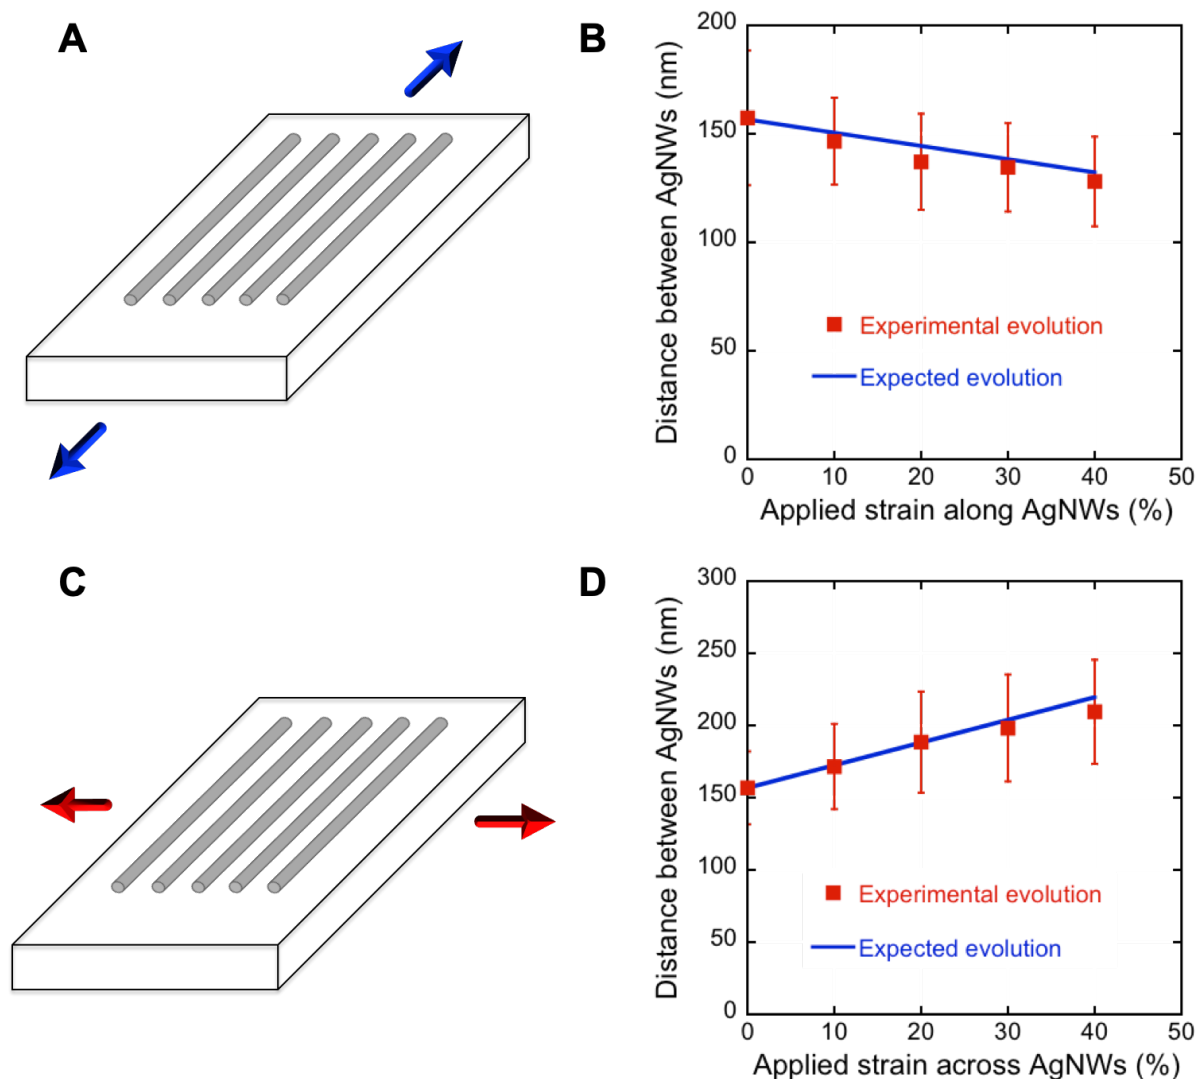 A
B
Distance between AgNWs (nm)
200
150
100
50
0
Experimental evolution
Expected evolution
0 10 20 30 40 50
Applied strain along AgNWs (%)
C
D
Distance between AgNWs (nm)
300
250
200
150
100
50
0
Experimental evolution
Expected evolution
0 10 20 30 40 50
Applied strain across AgNWs (%)